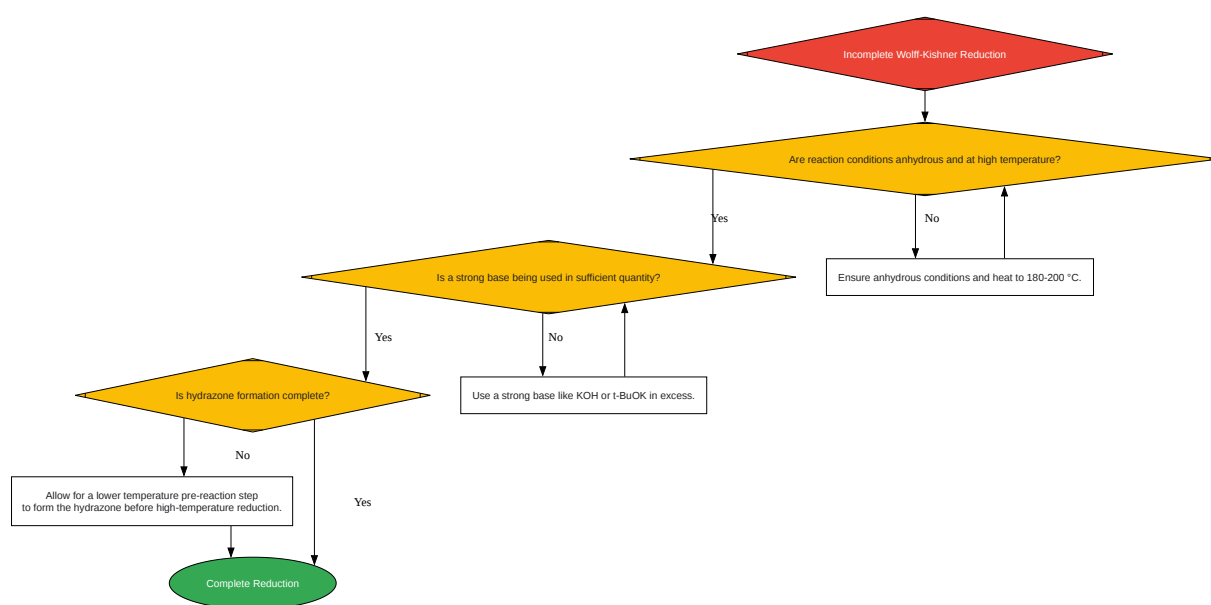 Incomplete Wolff-Kishner Reduction
Are reaction conditions anhydrous and at high temperature?
Yes
No
Is a strong base being used in sufficient quantity?
Ensure anhydrous conditions and heat to 180-200 °C.
Yes
No
Is hydrazone formation complete?
Use a strong base like KOH or t-BuOK in excess.
No
Allow for a lower temperature pre-reaction step
to form the hydrazone before high-temperature reduction.
Yes
Complete Reduction